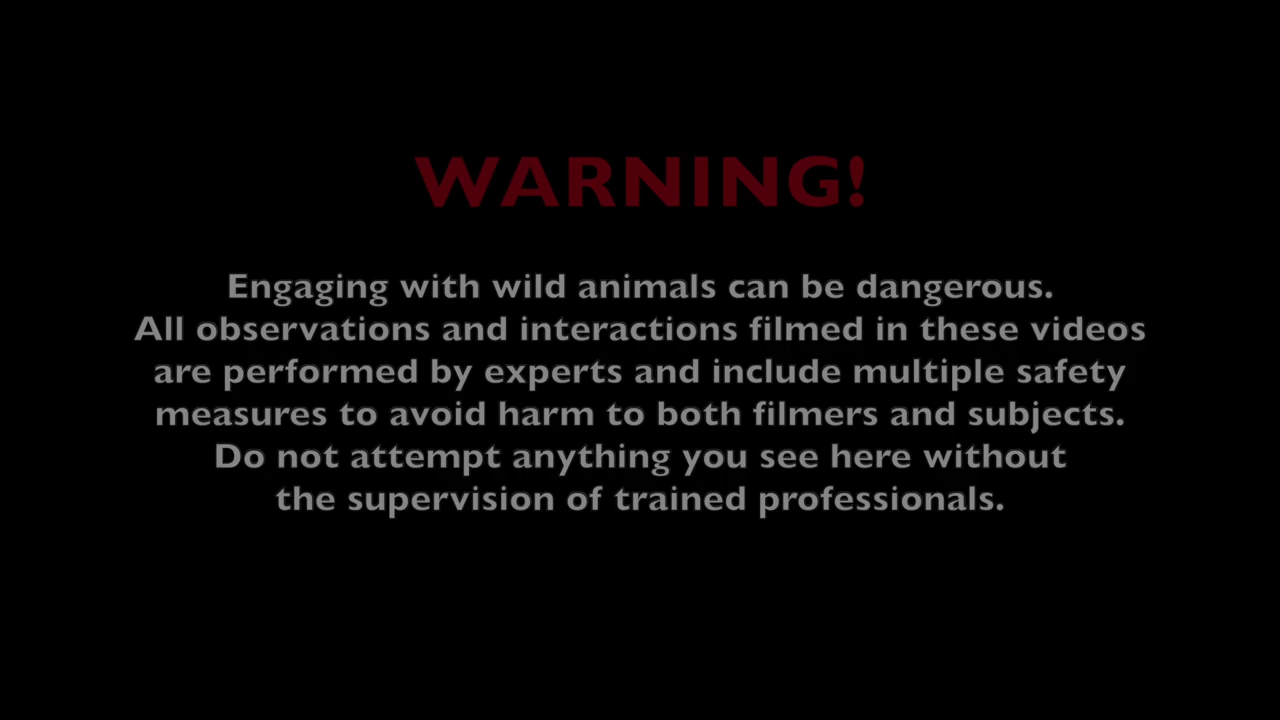 WARNING!
Engaging with wild animals can be dangerous.
All observations and interactions filmed in these videos
are performed by experts and include multiple safety
measures to avoid harm to both filmers and subjects.
Do not attempt anything you see here without
the supervision of trained professionals.